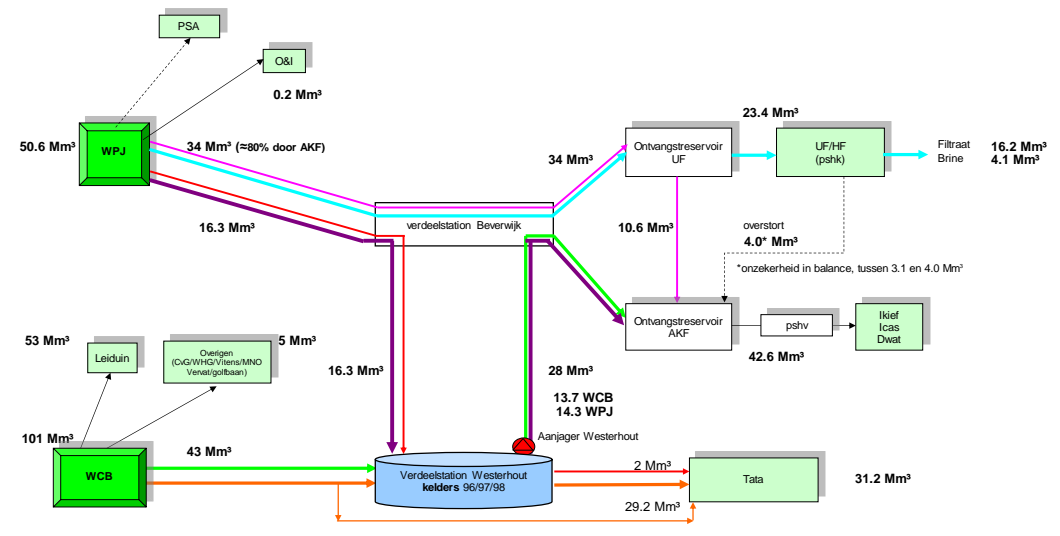 PSA
O&I
0.2 Mm³
WPJ
50.6 Mm³
34 Mm³ (≈80% door AKF)
16.3 Mm³
verdeelstation Beverwijk
34 Mm³
Ontvangstreservoir
UF
23.4 Mm³
UF/HF
(pshk)
Filtraat
Brine
16.2 Mm³
4.1 Mm³
10.6 Mm³
overstort
4.0* Mm³
*onzekerheid in balance, tussen 3.1 en 4.0 Mm³
Ontvangstreservoir
AKF
pshv
Ikief
Icas
Dwat
42.6 Mm³
53 Mm³
Leiduin
Overigen
(CvG/WHG/Vitens/MNO
Vervat/golfbaan)
5 Mm³
16.3 Mm³
28 Mm³
13.7 WCB
14.3 WPJ
Aanjager Westerhout
101 Mm³
WCB
43 Mm³
Verdeelstation Westerhout
kelders 96/97/98
2 Mm³
29.2 Mm³
Tata
31.2 Mm³